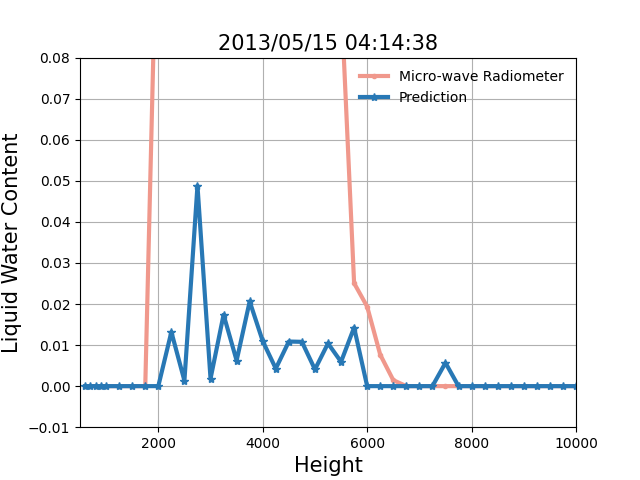 2013/05/15 04:14:38
Liquid Water Content
0.08
0.07
0.06
0.05
0.04
0.03
0.02
0.01
0.00
−0.01
Micro-wave Radiometer
Prediction
2000 4000 6000 8000 10000
Height